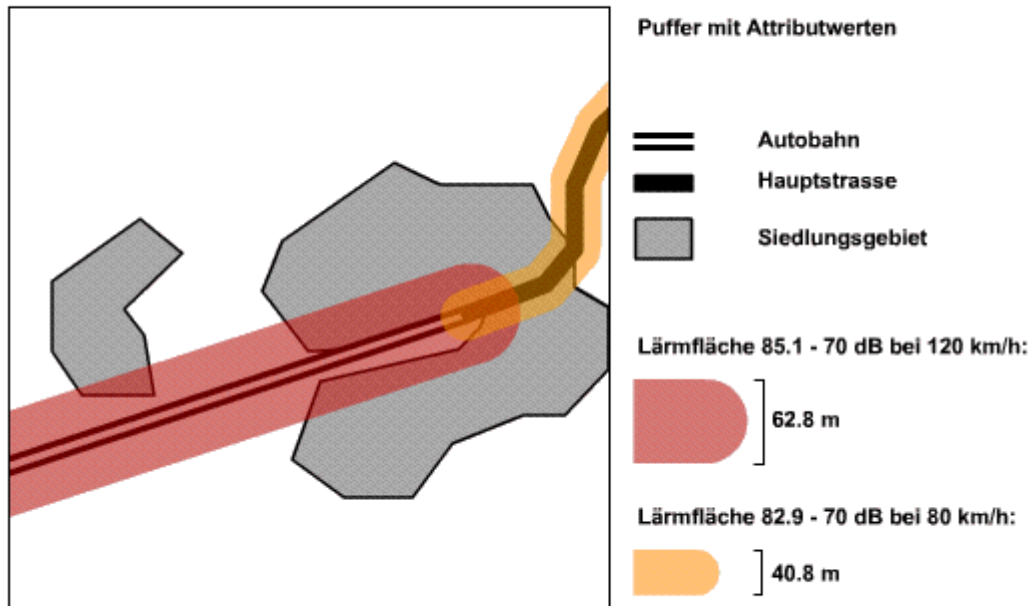 Puffer mit Attributwerten
Autobahn
Hauptstrasse
Siedlungsgebiet
Lärmfläche 85.1 - 70 dB bei 120 km/h:
62.8 m
Lärmfläche 82.9 - 70 dB bei 80 km/h:
40.8 m